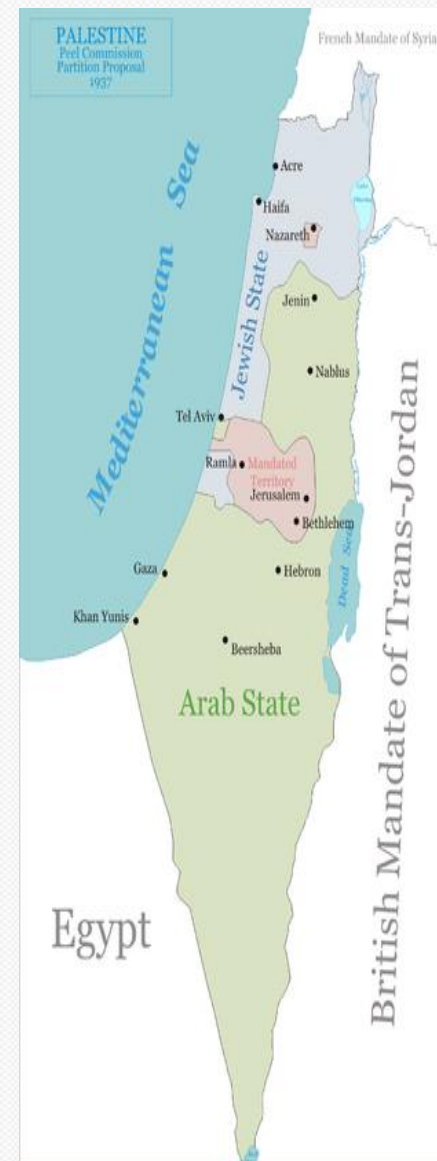 PALESTINE
Peel Commission
Partition Proposal
1937
French Mandate of Syria
Mediterranean Sea
Acre
Haifa
Nazareth
Jewish State
Jenin
Nablus
Tel Aviv
Ramla
Mandated
Territory
Jerusalem
Bethlehem
Gaza
Hebron
Dead Sea
Khan Yunis
Beersheba
Arab State
British Mandate of Trans-Jordan
Egypt